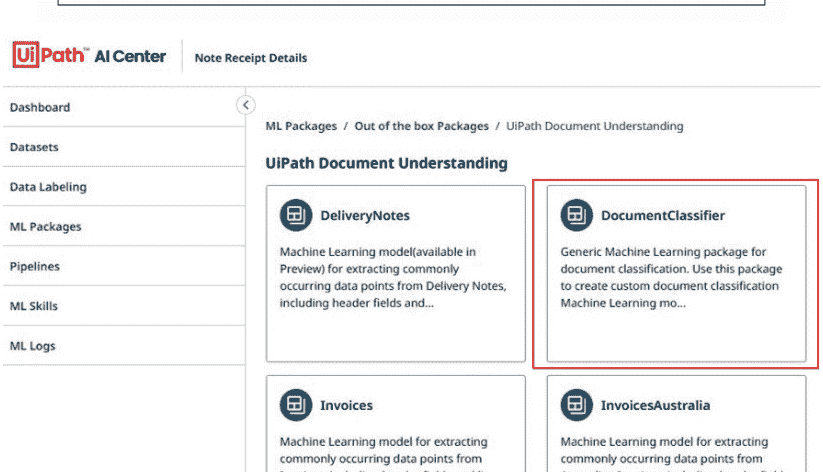 UiPath™ AI Center
Note Receipt Details
Dashboard
Datasets
Data Labeling
ML Packages
Pipelines
ML Skills
ML Logs
ML Packages / Out of the box Packages / UiPath Document Understanding
UiPath Document Understanding
DeliveryNotes
Machine Learning model(available in
Preview) for extracting commonly
occurring data points from Delivery Notes,
including header fields and...
DocumentClassifier
Generic Machine Learning package for
document classification. Use this package
to create custom document classification
Machine Learning mo...
Invoices
Machine Learning model for extracting
commonly occurring data points from
InvoicesAustralia
Machine Learning model for extracting
commonly occurring data points from